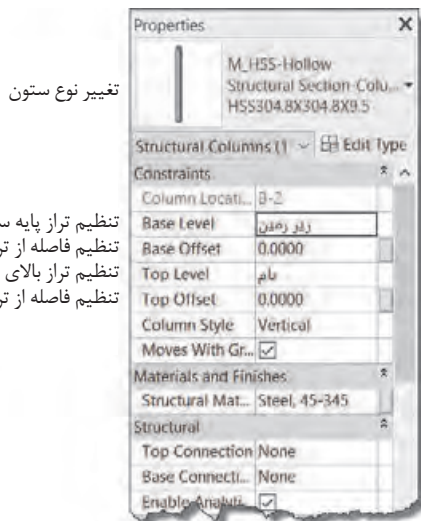 Properties
X
M_HSS-Hollow
Structural Section-Colu...
HSS304.8X304.8X9.5
تغییر نوع ستون
Structural Columns (1
Edit Type
Constraints
Column Locati... B-2
تنظیم تراز پایه
Base Level زیر زمین
تنظیم فاصله از
Base Offset 0.0000
تنظیم تراز بالای
Top Level بام
تنظیم فاصله از
Top Offset 0.0000
Column Style Vertical
Moves With Gr...
Materials and Finishes
Structural Mat... Steel, 45-345
Structural
Top Connection None
Base Connecti... None
Enable Analyti...